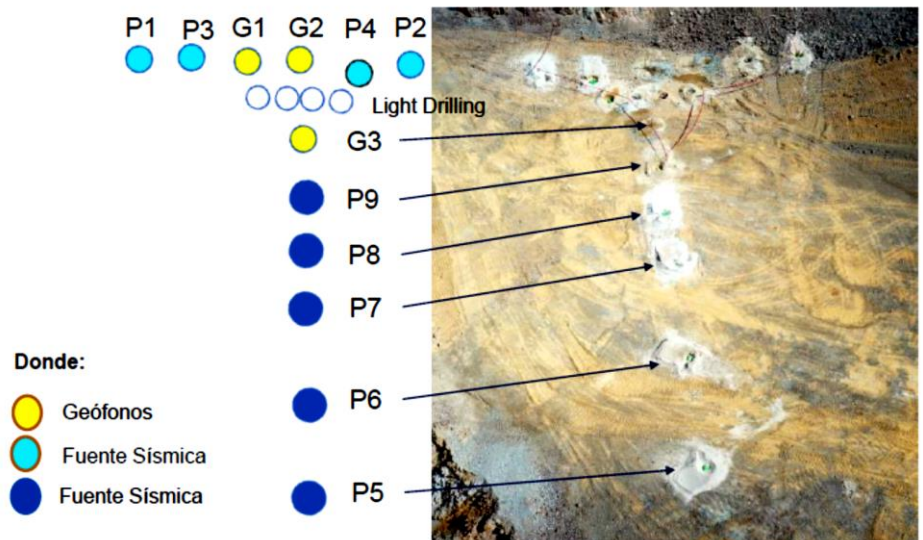 P1 P3 G1 G2 P4 P2
Light Drilling
G3
P9
P8
P7
Donde:
P6
Geófonos
Fuente Sísmica
P5
Fuente Sísmica